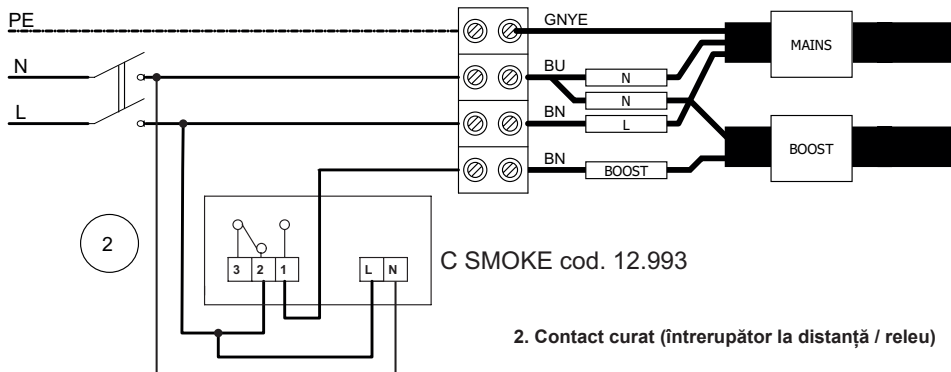 PE
GNYE
MAINS
N
BU
N
N
L
BN
L
BOOST
BN
BOOST
2
3 2 1
L N
C SMOKE cod. 12.993
2. Contact curat (întrerupător la distanță / releu)